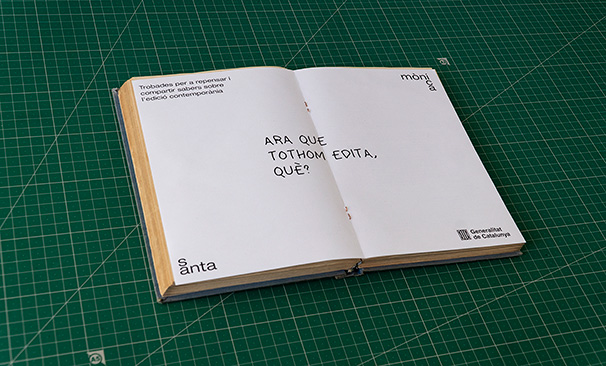 Trobades per a repensar i
compartir sabers sobre
l'edició contemporània
mòni
ca
ARA QUE
TOTHOM EDITA,
QUÈ?
s
anta
Generalitat
de Catalunya
A5